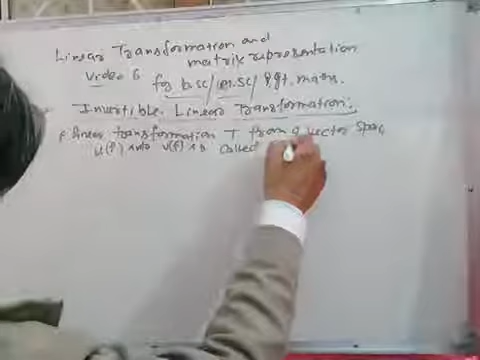 Linear Transformation and
matrix representation
Video 6
for b.sc/m.sc/p.gt. maths.
Invertible Linear Transformation:
A linear transformation T from a vector space
U(F) into V(F) is called